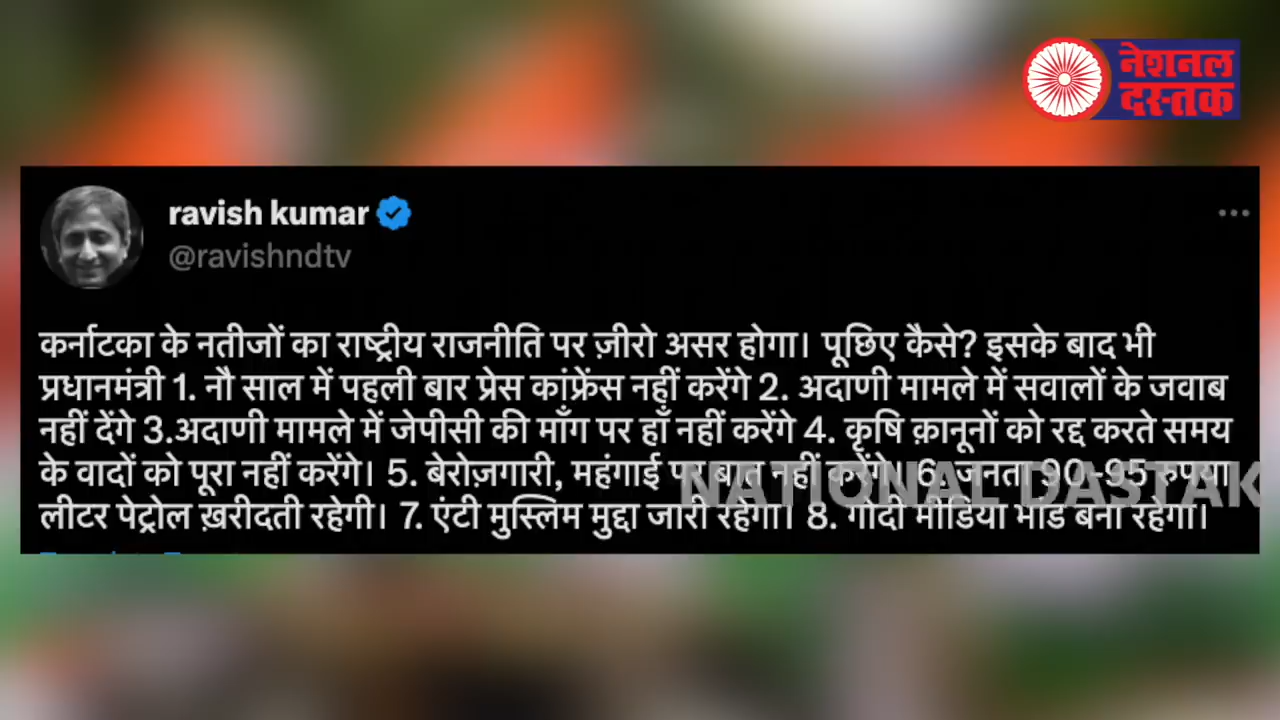 नेशनल
दस्तक
ravish kumar
@ravishndtv
कर्नाटका के नतीजों का राष्ट्रीय राजनीति पर ज़ीरो असर होगा। पूछिए कैसे? इसके बाद भी
प्रधानमंत्री 1. नौ साल में पहली बार प्रेस कांफ्रेंस नहीं करेंगे 2. अदाणी मामले में सवालों के जवाब
नहीं देंगे 3.अदाणी मामले में जेपीसी की माँग पर हाँ नहीं करेंगे 4. कृषि क़ानूनों को रद्द करते समय
के वादों को पूरा नहीं करेंगे। 5. बेरोज़गारी, महंगाई पर बात नहीं करेंगे। 6. जनता 90-95 रुपया
लीटर पेट्रोल ख़रीदती रहेगी। 7. एंटी मुस्लिम मुद्दा जारी रहेगा। 8. गोदी मीडिया भांड बना रहेगा।
NATIONAL DASTAK